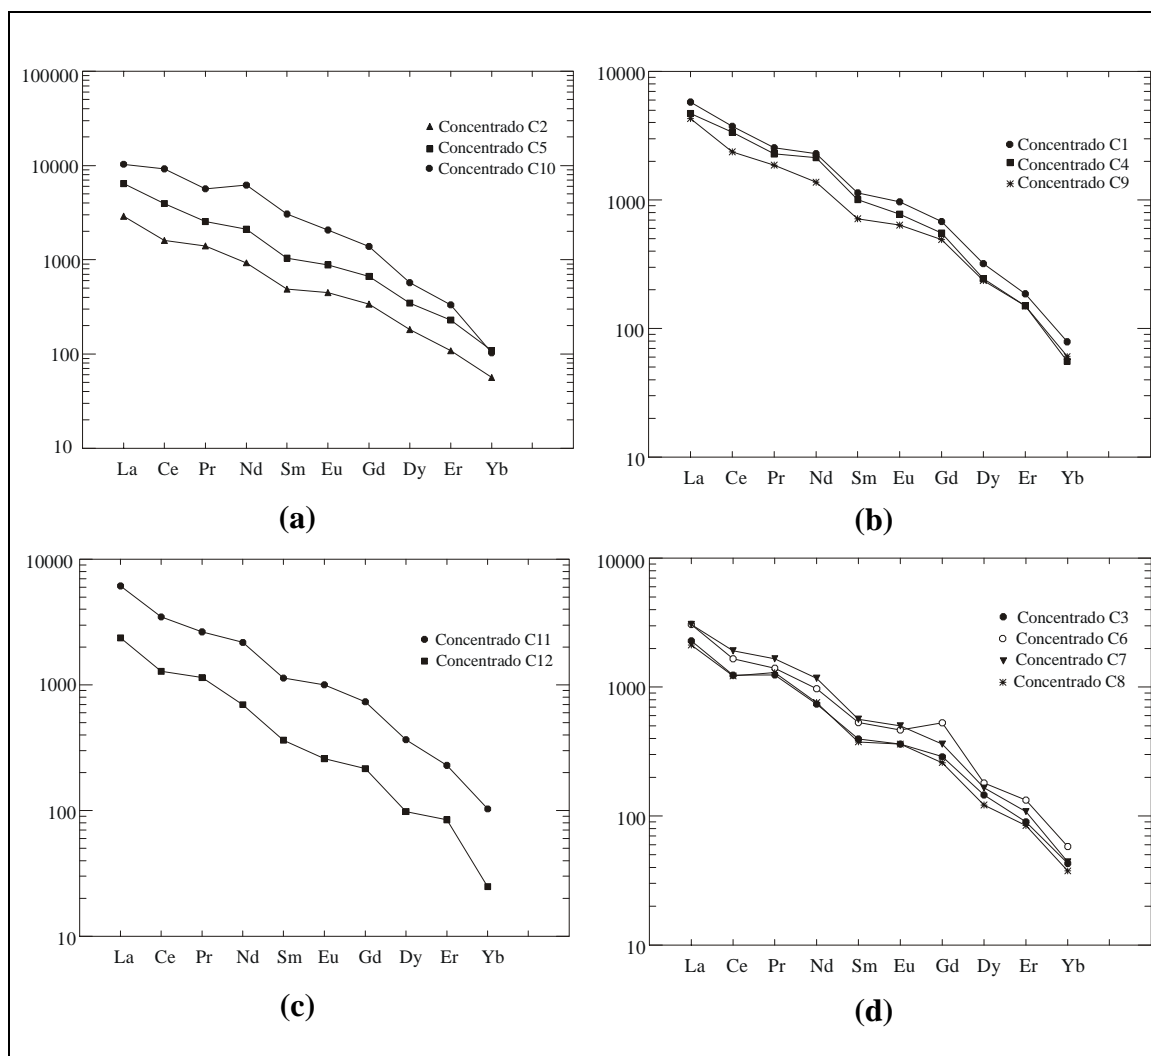 100000
10000
1000
100
10
Concentrado C2
Concentrado C5
Concentrado C10
La Ce Pr Nd Sm Eu Gd Dy Er Yb
(a)
10000
1000
100
10
Concentrado C1
Concentrado C4
Concentrado C9
La Ce Pr Nd Sm Eu Gd Dy Er Yb
(b)
10000
1000
100
10
Concentrado C11
Concentrado C12
La Ce Pr Nd Sm Eu Gd Dy Er Yb
(c)
10000
1000
100
10
Concentrado C3
Concentrado C6
Concentrado C7
Concentrado C8
La Ce Pr Nd Sm Eu Gd Dy Er Yb
(d)